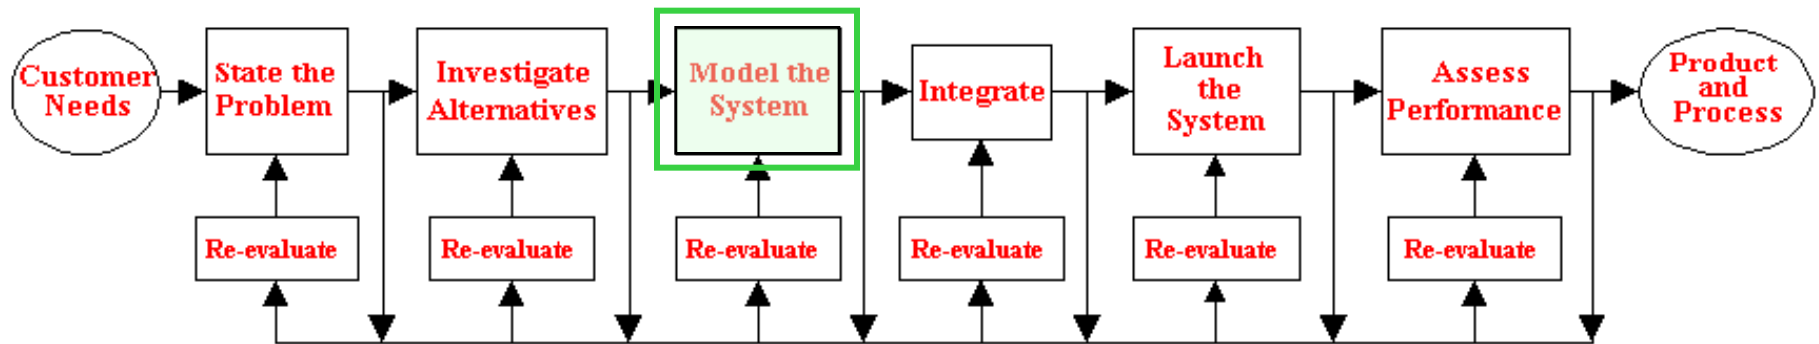 Customer
Needs
State the
Problem
Investigate
Alternatives
Model the
System
Integrate
Launch
the
System
Assess
Performance
Product
and
Process
Re-evaluate
Re-evaluate
Re-evaluate
Re-evaluate
Re-evaluate
Re-evaluate